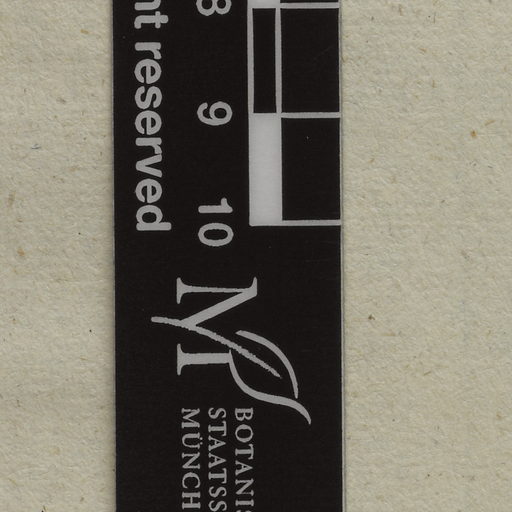 8
9
10
nt reserved
M
BOTANIS
STAATSS
MÜNCH